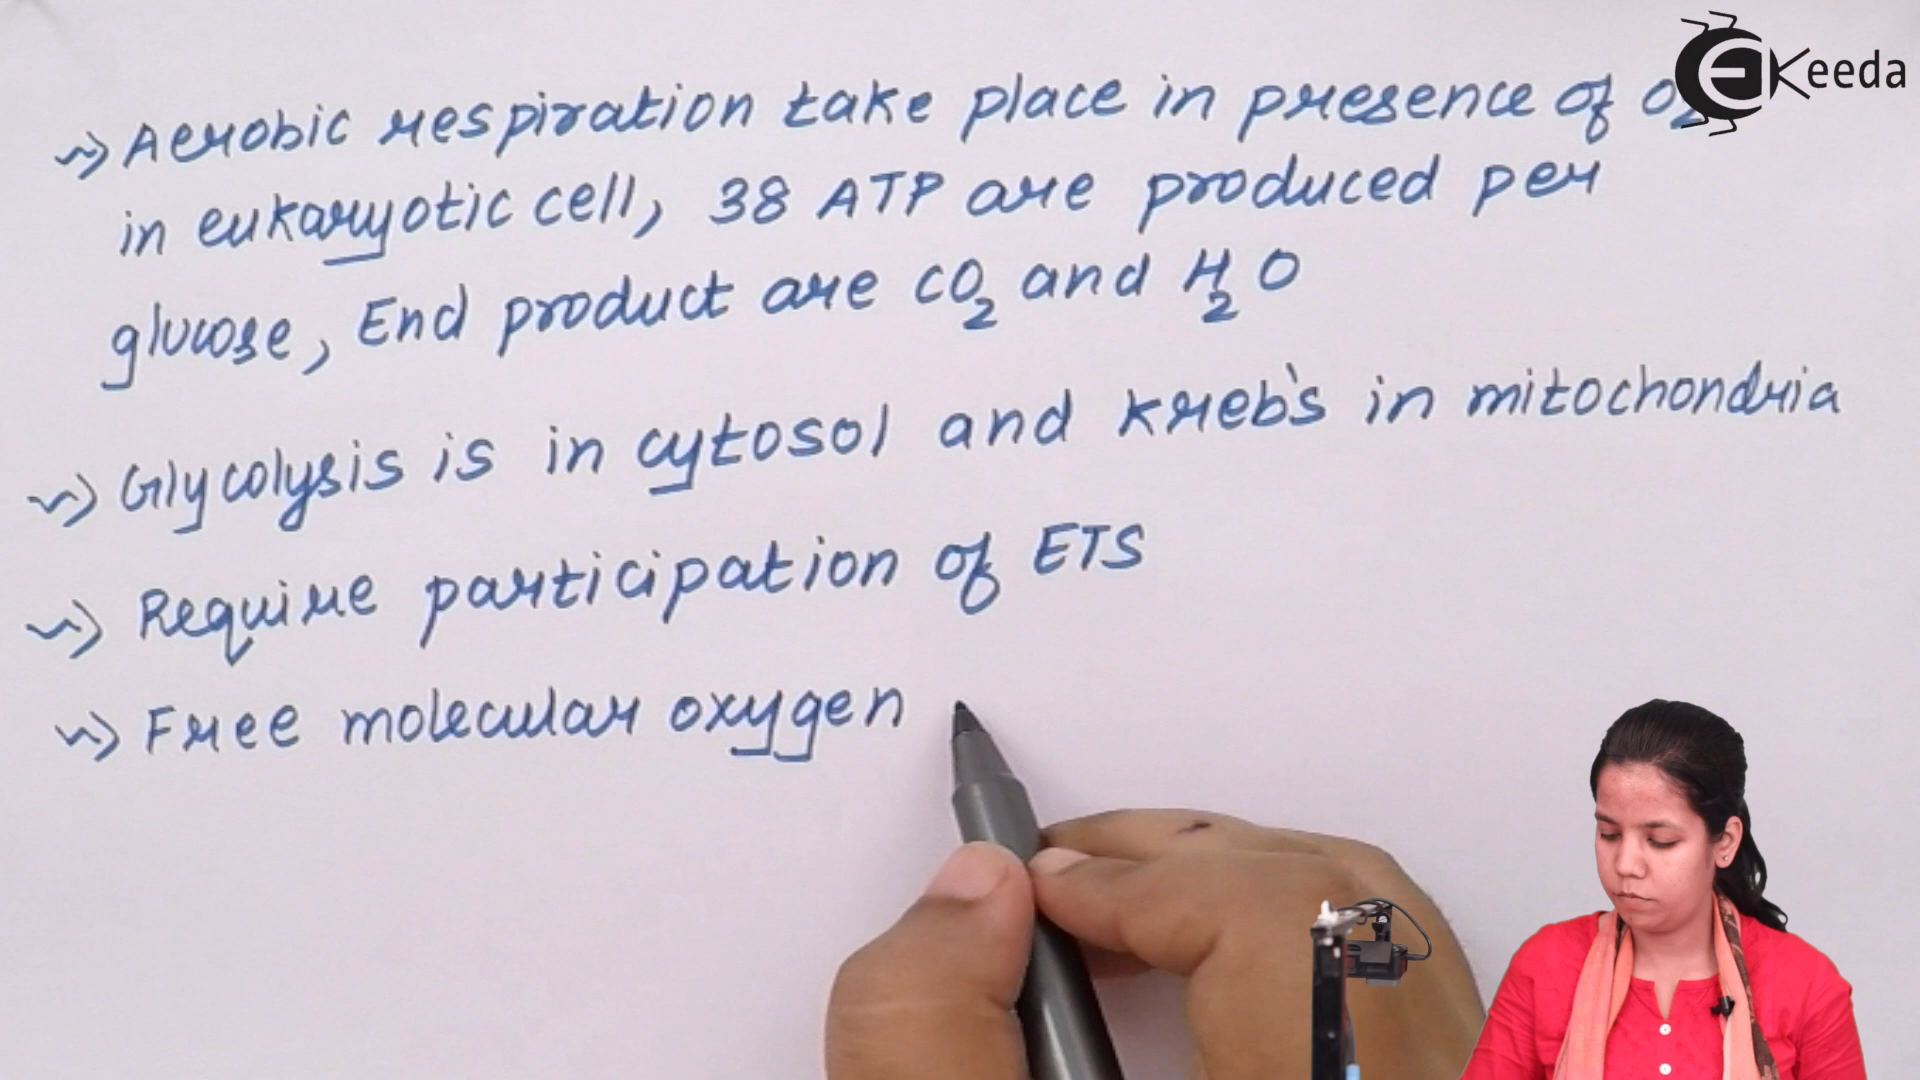 Keeda
~> Aerobic respiration take place in presence of O2
in eukaryotic cell, 38 ATP are produced per
glucose, End product are CO2 and H2O
~> Glycolysis is in cytosol and kreb's in mitochondria
~> Require participation of ETS
~> Free molecular oxygen